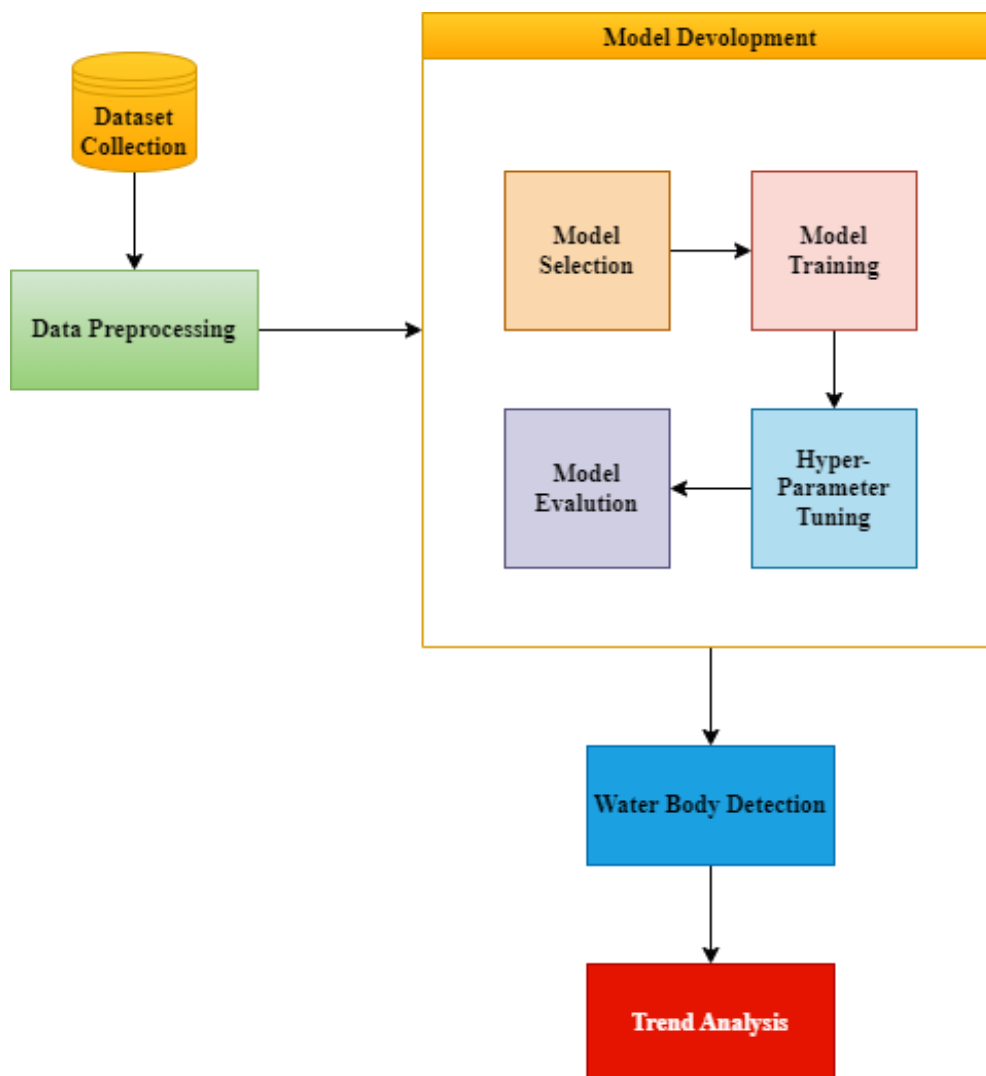 Model Devolopment
Dataset
Collection
Model
Selection
Model
Training
Data Preprocessing
Model
Evalution
Hyper-
Parameter
Tuning
Water Body Detection
Trend Analysis